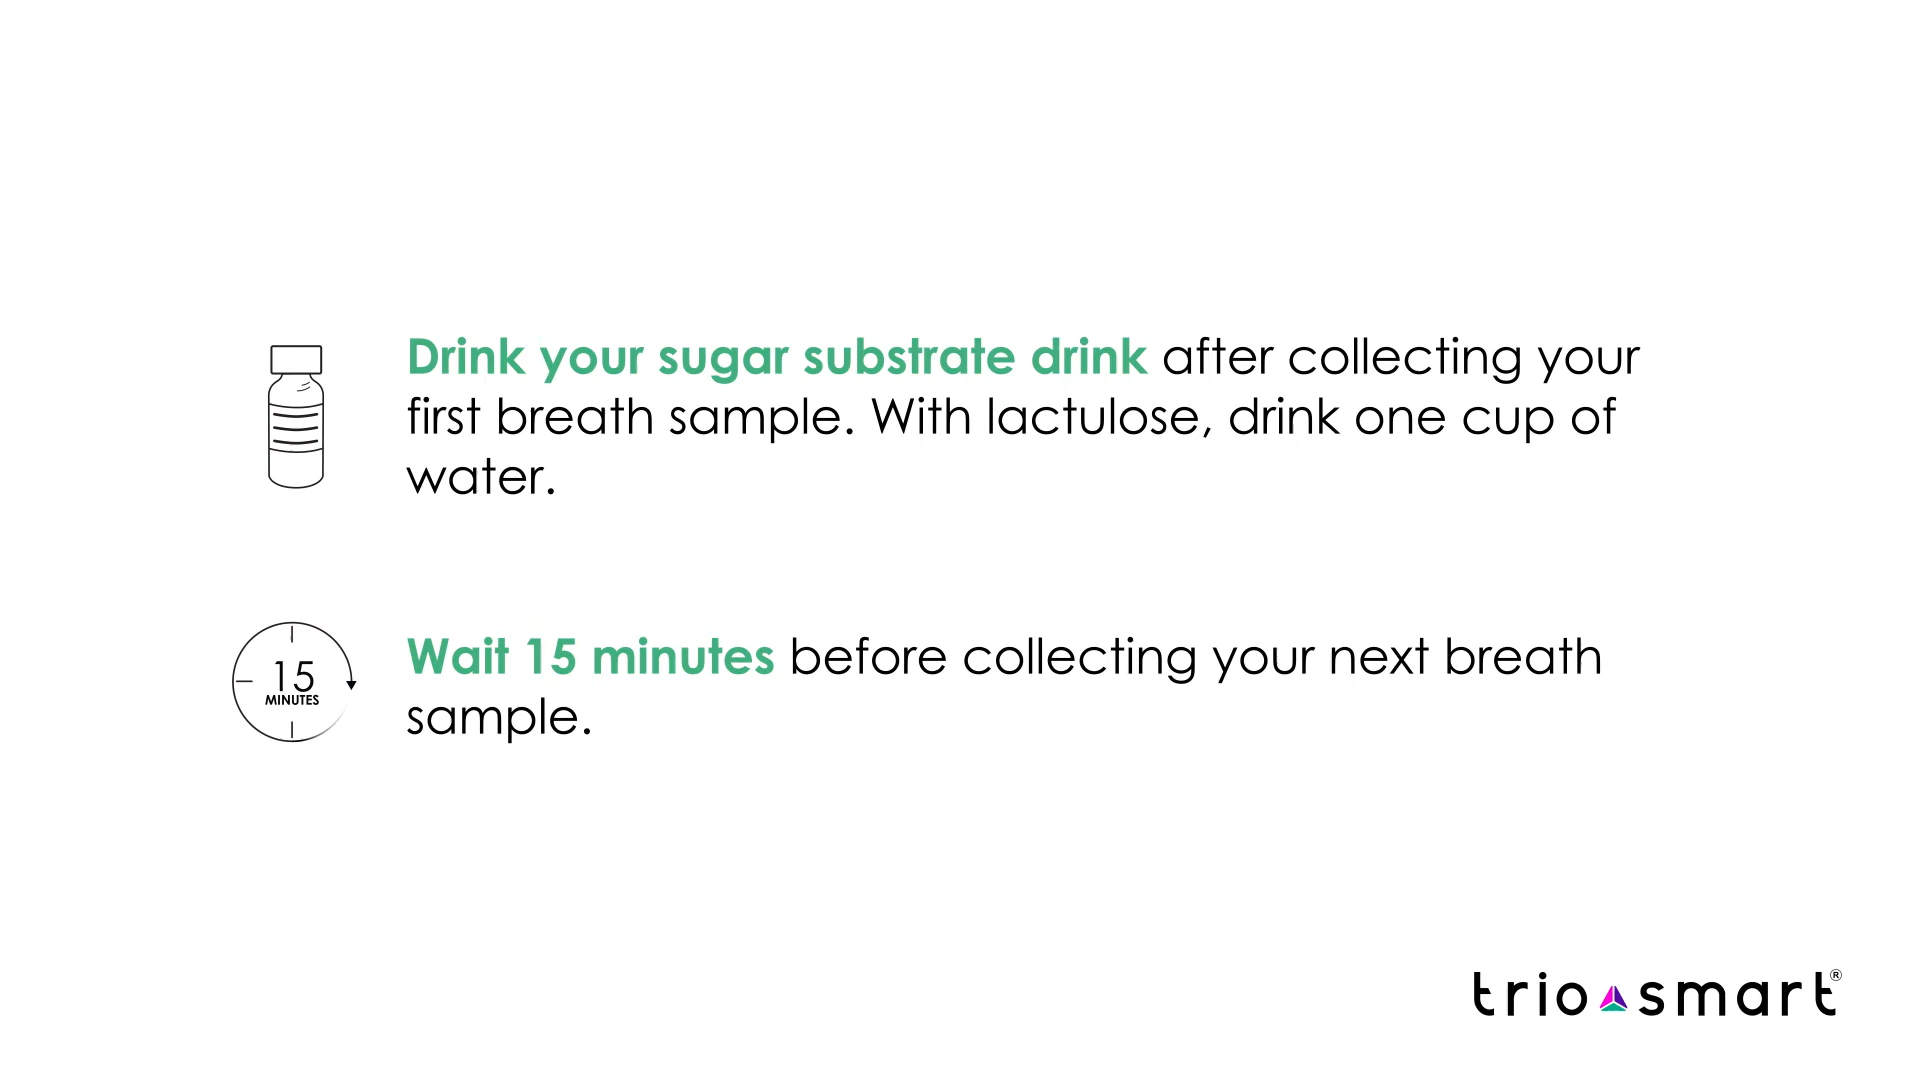 Drink your sugar substrate drink after collecting your
first breath sample. With lactulose, drink one cup of
water.
15
MINUTES
Wait 15 minutes before collecting your next breath
sample.
trio smart®